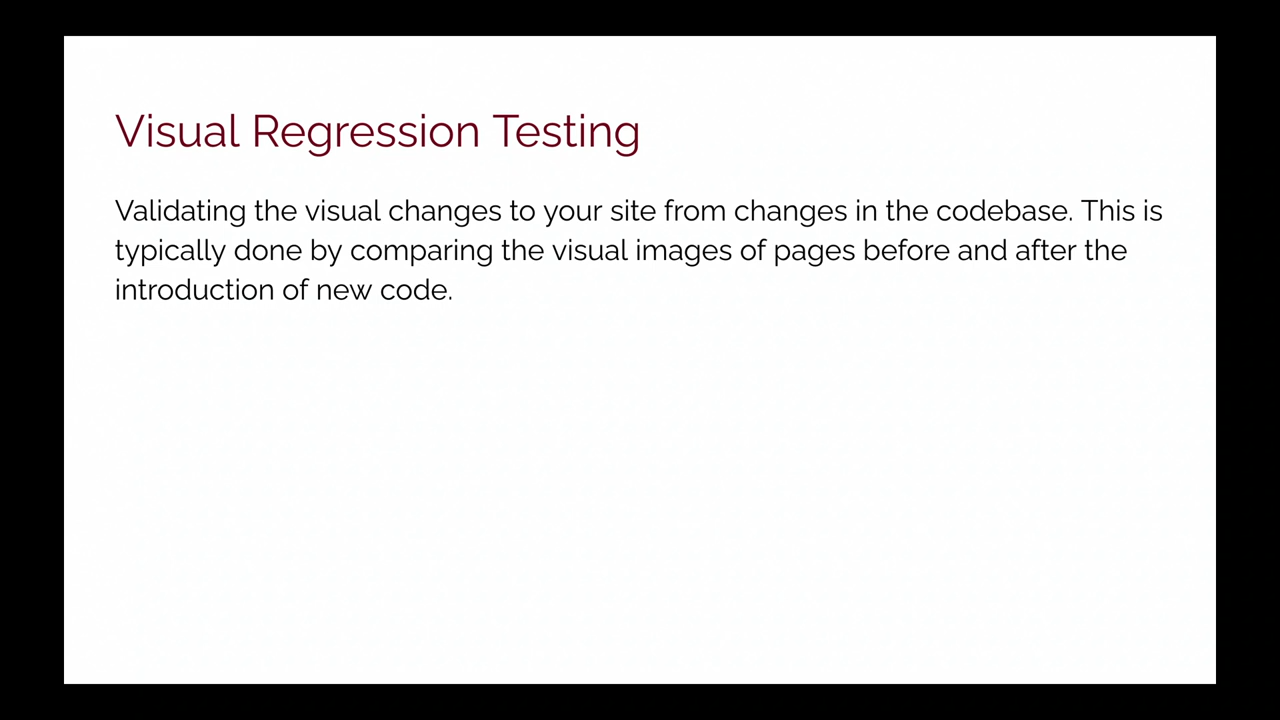 Visual Regression Testing
Validating the visual changes to your site from changes in the codebase. This is
typically done by comparing the visual images of pages before and after the
introduction of new code.